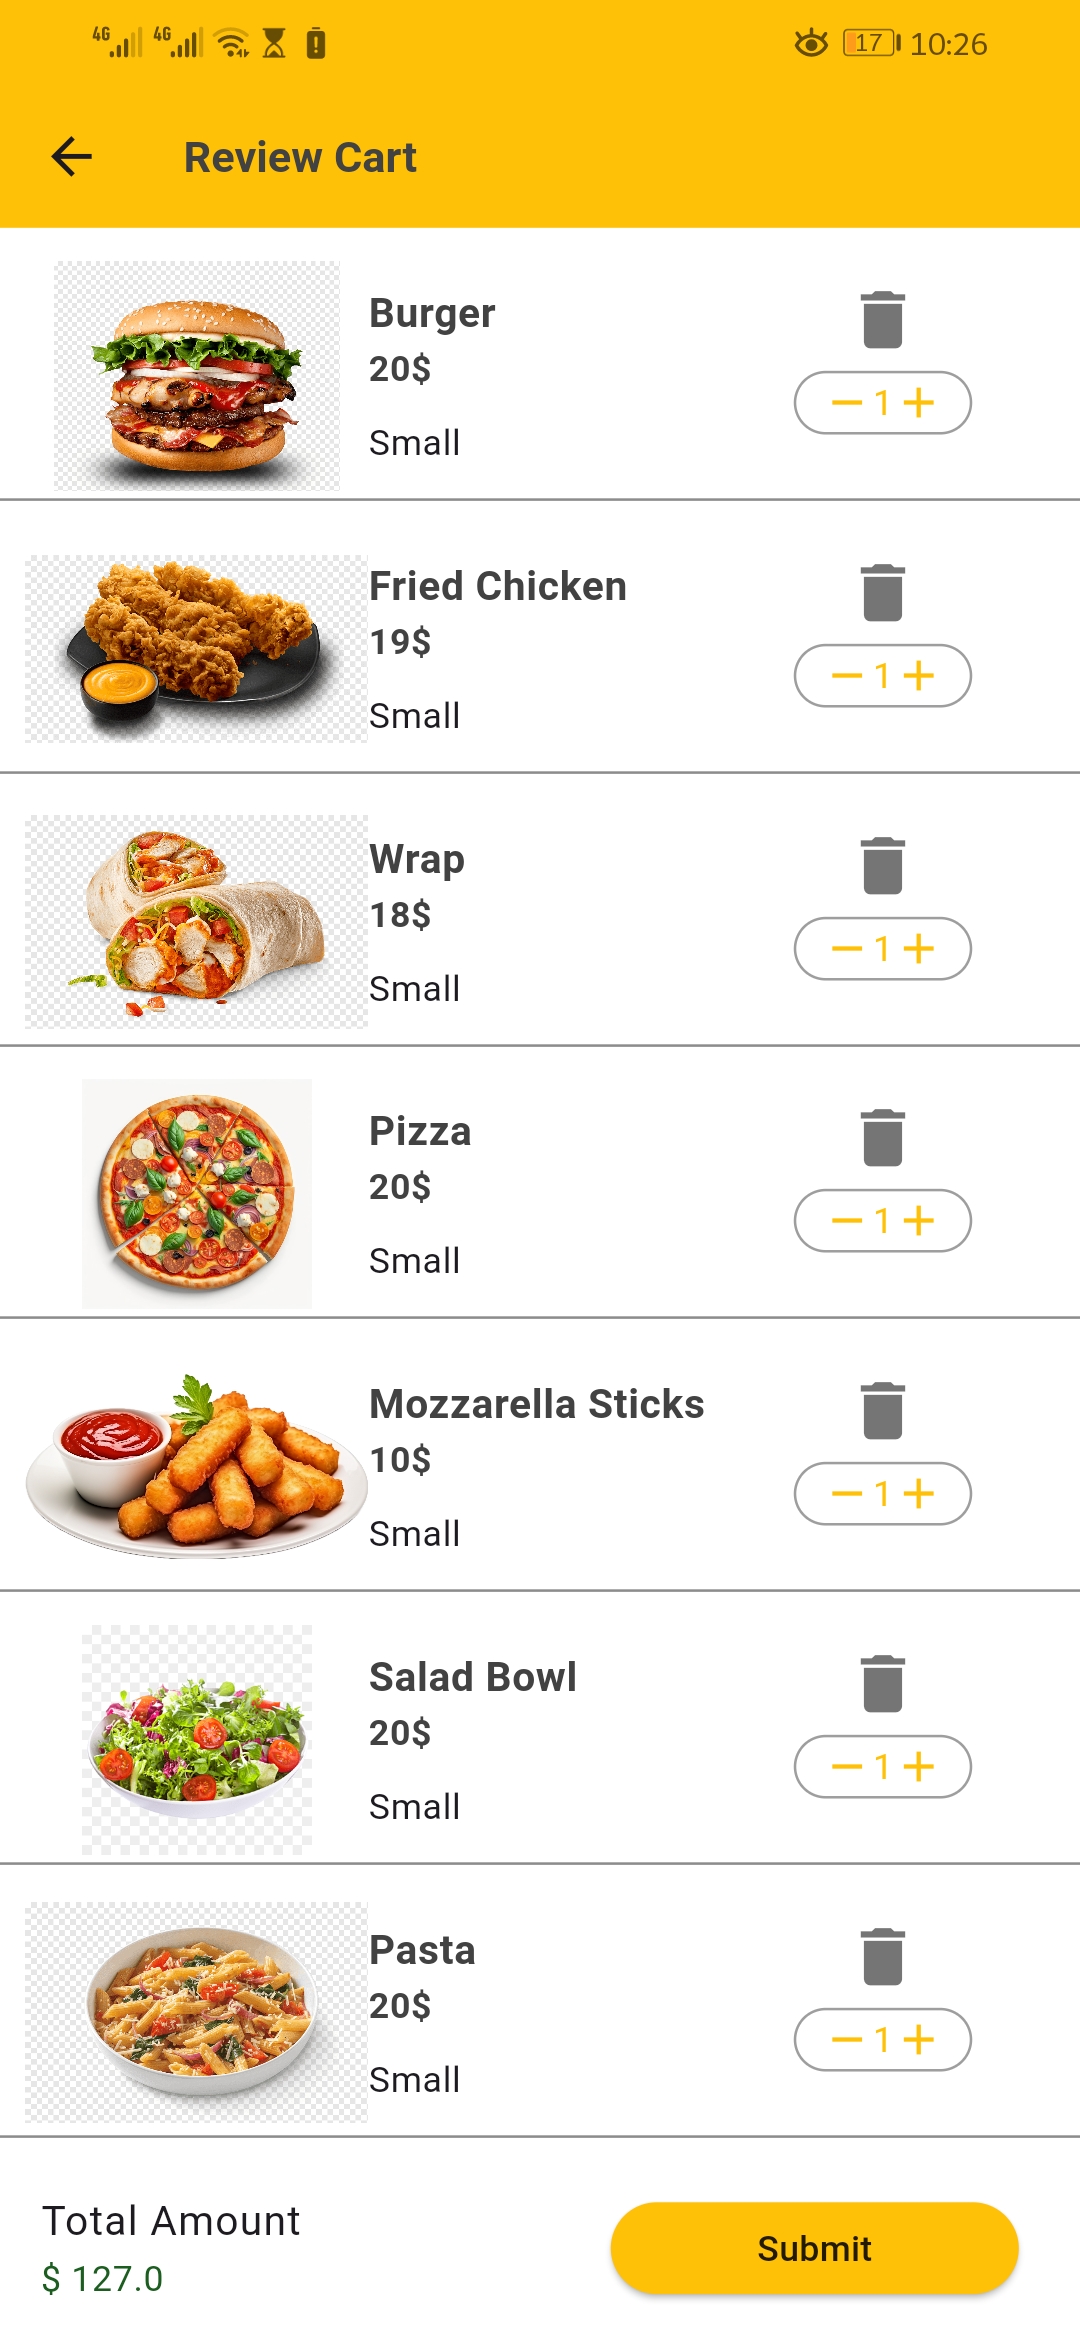 4G 4G 17 10:26
Review Cart
Burger
20$
1
Small
Fried Chicken
19$
1
Small
Wrap
18$
1
Small
Pizza
20$
1
Small
Mozzarella Sticks
10$
1
Small
Salad Bowl
20$
1
Small
Pasta
20$
1
Small
Total Amount
$ 127.0
Submit